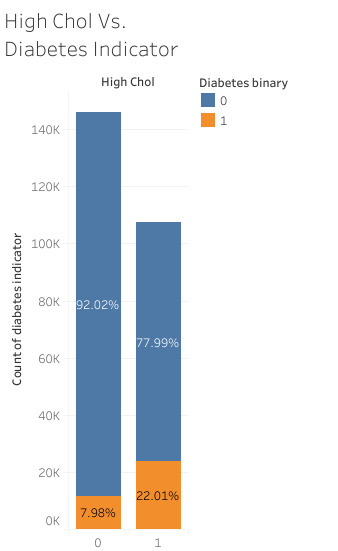 High Chol Vs.
Diabetes Indicator
High Chol
Diabetes binary
0
1
Count of diabetes indicator
140K
120K
100K
80K
60K
40K
20K
0K
92.02%
77.99%
7.98%
22.01%
0
1